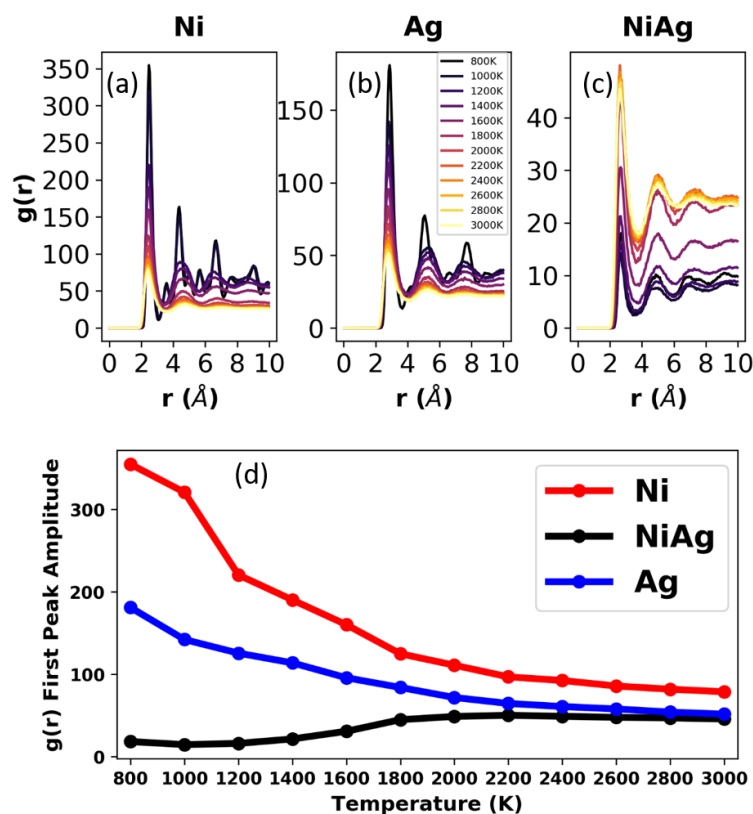 Ni
Ag
NiAg
(a)
(b)
(c)
g(r)
350
300
250
200
150
100
50
0
150
100
50
0
40
30
20
10
0
800K
1000K
1200K
1400K
1600K
1800K
2000K
2200K
2400K
2600K
2800K
3000K
0 2 4 6 8 10
0 2 4 6 8 10
0 2 4 6 8 10
r (Å)
r (Å)
r (Å)
(d)
g(r) First Peak Amplitude
300
200
100
0
Ni
NiAg
Ag
800 1000 1200 1400 1600 1800 2000 2200 2400 2600 2800 3000
Temperature (K)